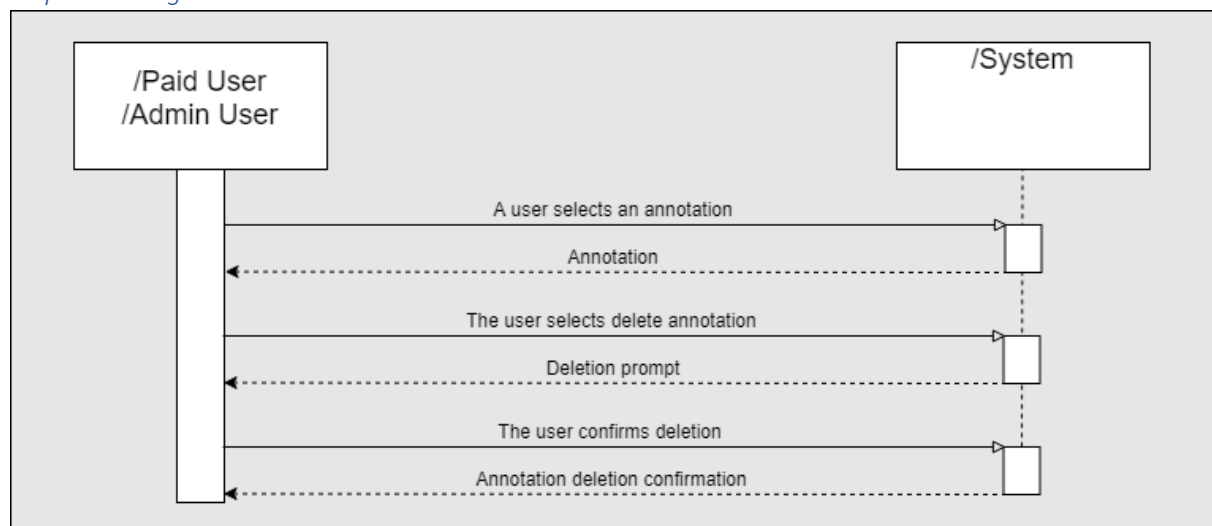 /Paid User
/Admin User
/System
A user selects an annotation
Annotation
The user selects delete annotation
Deletion prompt
The user confirms deletion
Annotation deletion confirmation